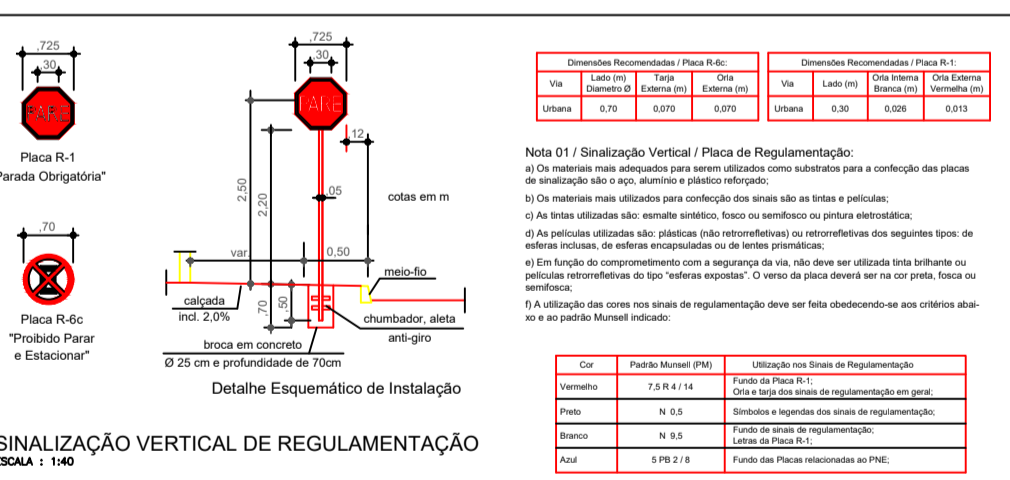 ,725
,30
PARE
Placa R-1
Parada Obrigatória"
,70
Placa R-6c
"Proibido Parar
e Estacionar"
,725
,30
PARE
,12
2,50
2,20
,05
cotas em m
var.
0,50
meio-fio
calçada
incl. 2,0%
,70
,50
chumbador, aleta
anti-giro
broca em concreto
Ø 25 cm e profundidade de 70cm
Detalhe Esquemático de Instalação
SINALIZAÇÃO VERTICAL DE REGULAMENTAÇÃO
ESCALA : 1:40
Dimensões Recomendadas / Placa R-6c:
Via Lado (m) Diametro Ø Tarja Externa (m) Orla Externa (m)
Urbana 0,70 0,070 0,070
Dimensões Recomendadas / Placa R-1:
Via Lado (m) Orla Interna Branca (m) Orla Externa Vermelha (m)
Urbana 0,30 0,026 0,013
Nota 01 / Sinalização Vertical / Placa de Regulamentação:
a) Os materiais mais adequados para serem utilizados como substratos para a confecção das placas
de sinalização são o aço, alumínio e plástico reforçado;
b) Os materiais mais utilizados para confecção dos sinais são as tintas e películas;
c) As tintas utilizadas são: esmalte sintético, fosco ou semifosco ou pintura eletrostática;
d) As películas utilizadas são: plásticas (não retrorrefletivas) ou retrorrefletivas dos seguintes tipos: de
esferas inclusas, de esferas encapsuladas ou de lentes prismáticas;
e) Em função do comprometimento com a segurança da via, não deve ser utilizada tinta brilhante ou
películas retrorrefletivas do tipo "esferas expostas". O verso da placa deverá ser na cor preta, fosca ou
semifosca;
f) A utilização das cores nos sinais de regulamentação deve ser feita obedecendo-se aos critérios abai-
xo e ao padrão Munsell indicado:
Cor Padrão Munsell (PM) Utilização nos Sinais de Regulamentação
Vermelho 7,5 R 4 / 14 Fundo da Placa R-1;
Orla e tarja dos sinais de regulamentação em geral;
Preto N 0,5 Símbolos e legendas dos sinais de regulamentação;
Branco N 9,5 Fundo de sinais de regulamentação;
Letras da Placa R-1;
Azul 5 PB 2 / 8 Fundo das Placas relacionadas ao PNE;